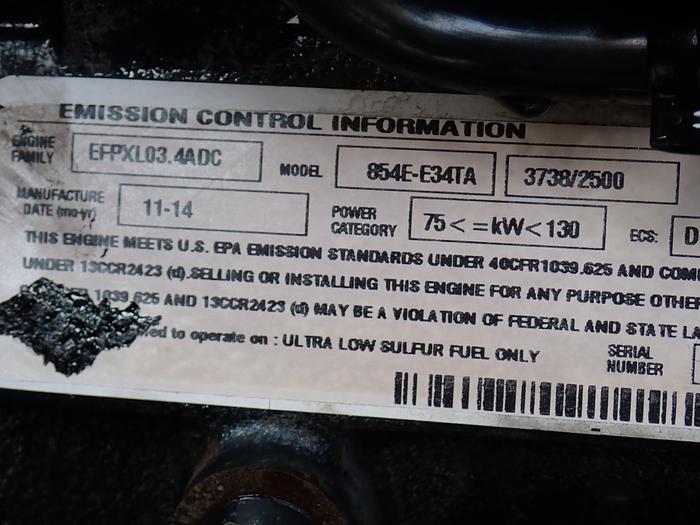 EMISSION CONTROL INFORMATION
ENGINE FAMILY EFPXL03.4ADC MODEL 854E-E34TA 3738/2500
MANUFACTURE DATE (mo-yr) 11-14 POWER CATEGORY 75< =kW<130 ECS: D
THIS ENGINE MEETS U.S. EPA EMISSION STANDARDS UNDER 40CFR1039.625 AND COM
UNDER 13CCR2423 (d).SELLING OR INSTALLING THIS ENGINE FOR ANY PURPOSE OTHE
1039.625 AND 13CCR2423 (d) MAY BE A VIOLATION OF FEDERAL AND STATE LA
to operate on : ULTRA LOW SULFUR FUEL ONLY SERIAL NUMBER